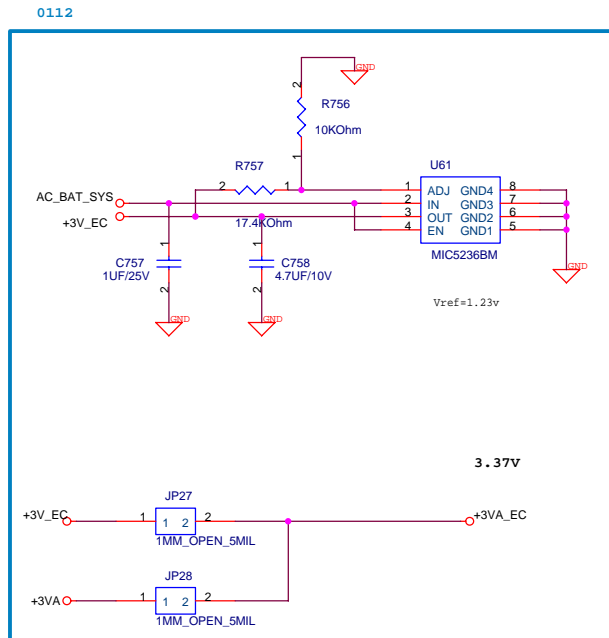 0112
GND
2
R756
10KOhm
1
U61
R757
2 1
1 ADJ GND4 8
AC_BAT_SYS
2 IN GND3 7
+3V_EC
3 OUT GND2 6
17.4KOhm
4 EN GND1 5
MIC5236BM
1 1
C757 C758
1UF/25V 4.7UF/10V
2 2
Vref=1.23v
GND GND GND
3.37V
JP27
+3V_EC 1 1 2 2 +3VA_EC
1MM_OPEN_5MIL
JP28
+3VA 1 1 2 2
1MM_OPEN_5MIL